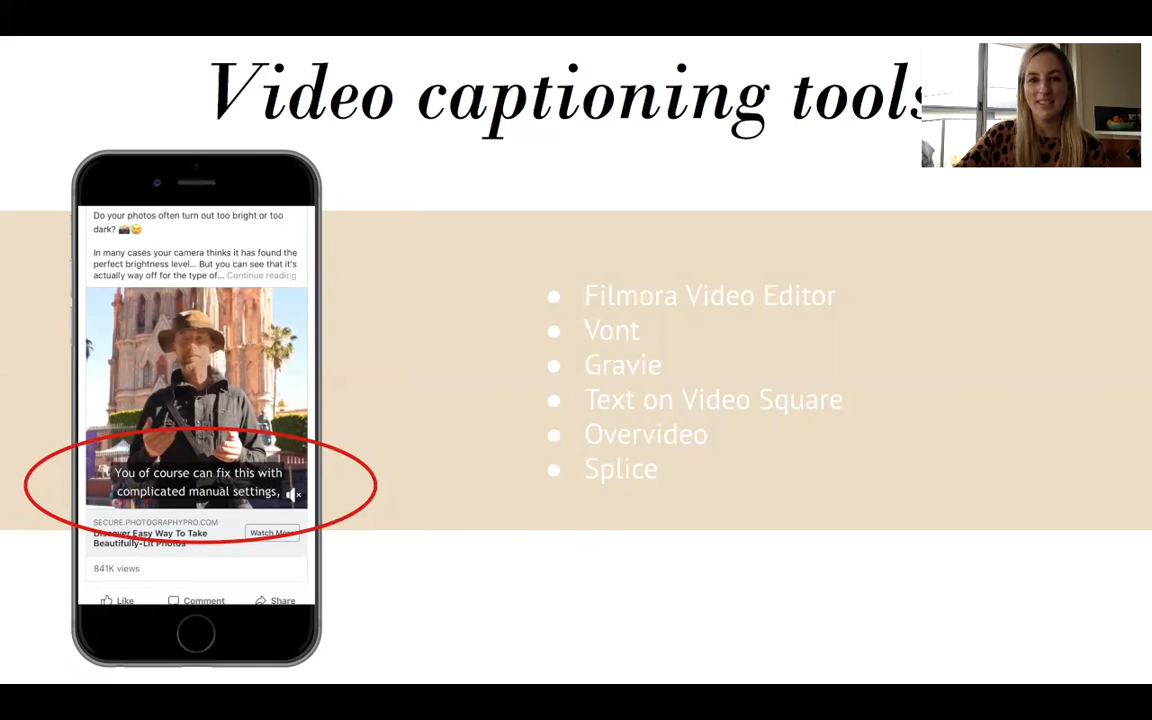 Video captioning tools
Do your photos often turn out too bright or too
dark?
In many cases your camera thinks it has found the
perfect brightness level... But you can see that it's
actually way off for the type of... Continue reading
You of course can fix this with
complicated manual settings,
SECURE.PHOTOGRAPHYPRO.COM
Discover Easy Way To Take
Beautifully-Lit Photos
Watch More
841K views
Like Comment Share
● Filmora Video Editor
● Vont
● Gravie
● Text on Video Square
● Overvideo
● Splice